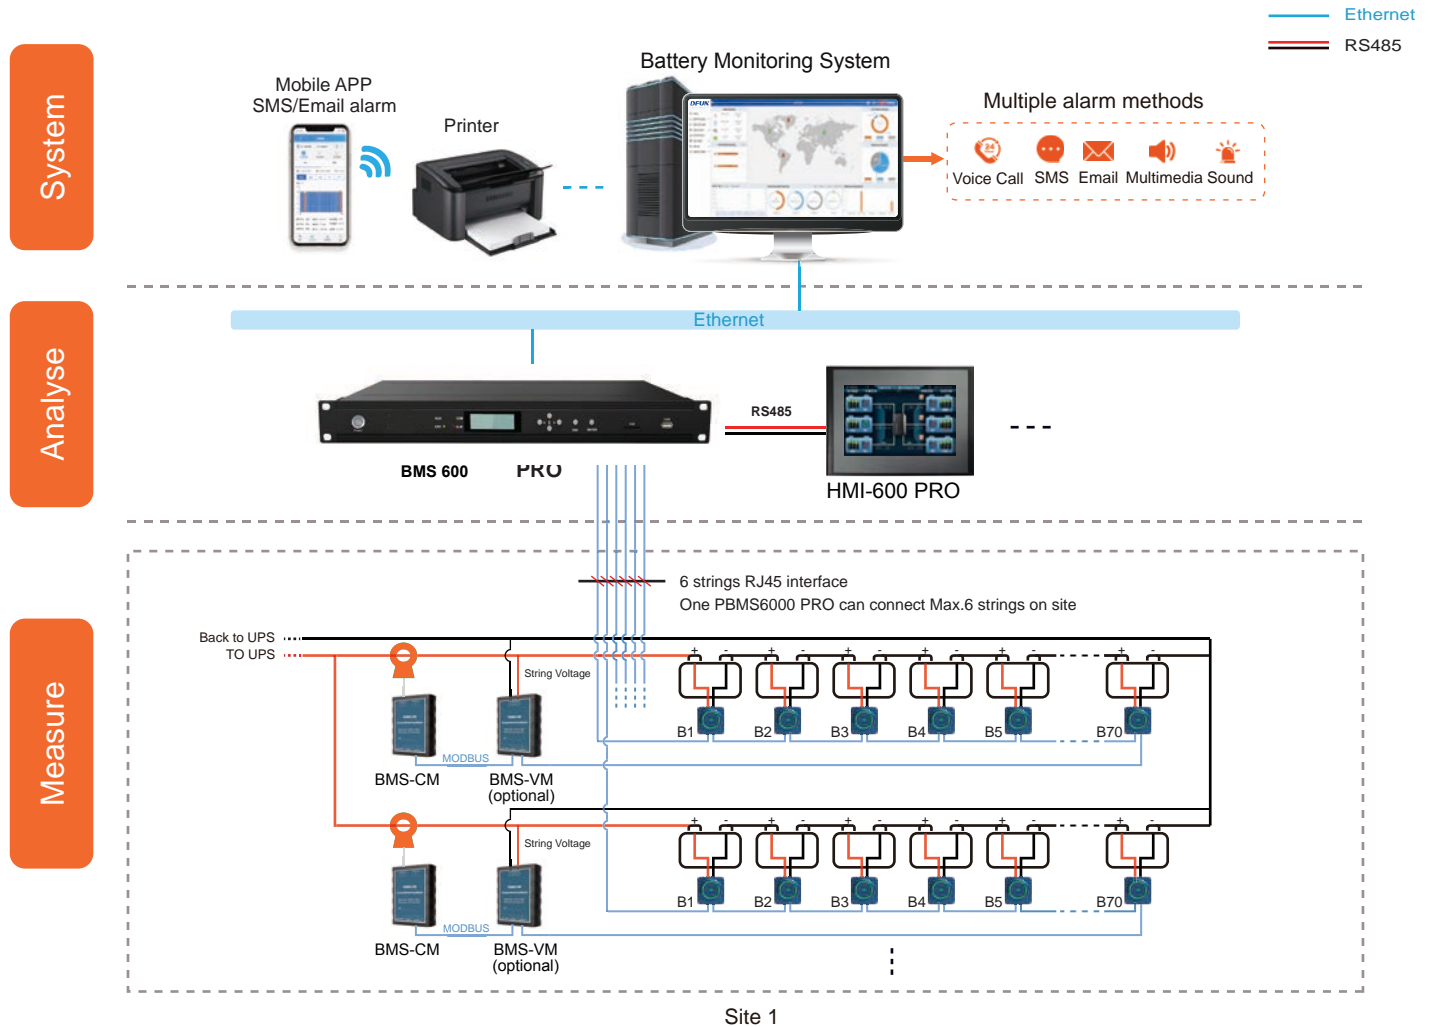 Ethernet
RS485
System
Battery Monitoring System
Mobile APP
SMS/Email alarm
Printer
DFUN
Multiple alarm methods
24
Voice Call
SMS
Email
Multimedia
Sound
Analyse
Ethernet
RS485
BMS 600
PRO
HMI-600 PRO
Measure
6 strings RJ45 interface
One PBMS6000 PRO can connect Max.6 strings on site
Back to UPS
TO UPS
String Voltage
+ - + - + - + - + - + -
B1 B2 B3 B4 B5 B70
MODBUS
BMS-CM
BMS-VM
(optional)
String Voltage
+ - + - + - + - + - + -
B1 B2 B3 B4 B5 B70
MODBUS
BMS-CM
BMS-VM
(optional)
Site 1